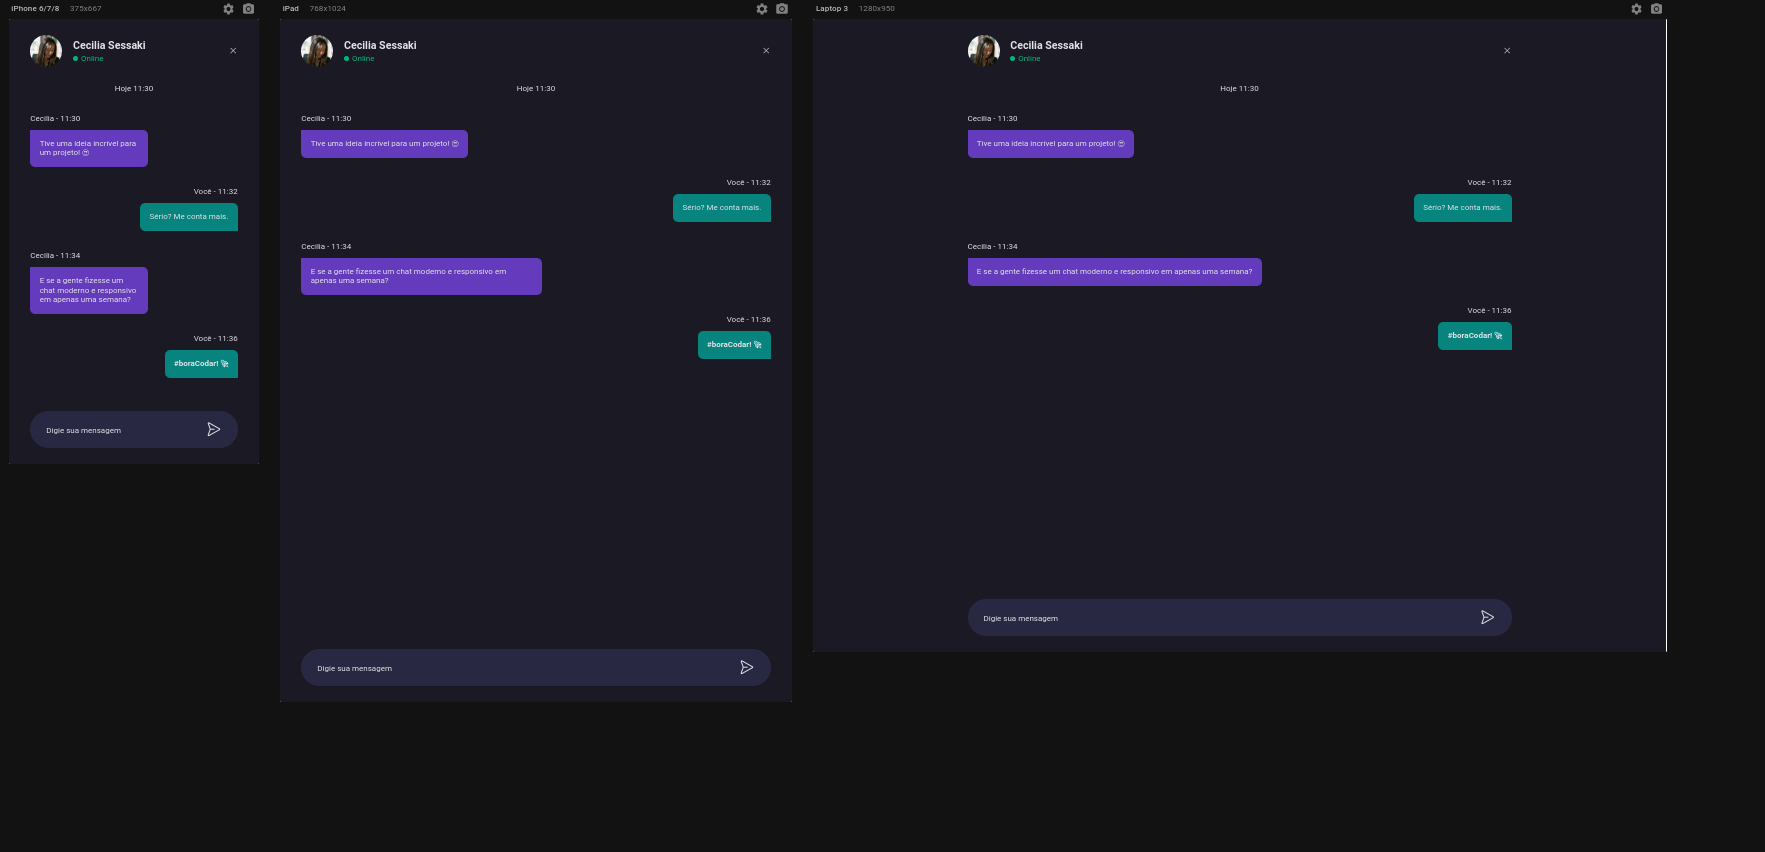 iPhone 6/7/8 375x667
Cecilia Sessaki
Online
Hoje 11:30
Cecilia - 11:30
Tive uma ideia incrível para
um projeto! 😍
Você - 11:32
Sério? Me conta mais.
Cecilia - 11:34
E se a gente fizesse um
chat moderno e responsivo
em apenas uma semana?
Você - 11:36
#boraCodar! 🚀
Digie sua mensagem
iPad 768x1024
Cecilia Sessaki
Online
Hoje 11:30
Cecilia - 11:30
Tive uma ideia incrível para um projeto! 😍
Você - 11:32
Sério? Me conta mais.
Cecilia - 11:34
E se a gente fizesse um chat moderno e responsivo em
apenas uma semana?
Você - 11:36
#boraCodar! 🚀
Digie sua mensagem
Laptop 3 1280x950
Cecilia Sessaki
Online
Hoje 11:30
Cecilia - 11:30
Tive uma ideia incrível para um projeto! 😍
Você - 11:32
Sério? Me conta mais.
Cecilia - 11:34
E se a gente fizesse um chat moderno e responsivo em apenas uma semana?
Você - 11:36
#boraCodar! 🚀
Digie sua mensagem